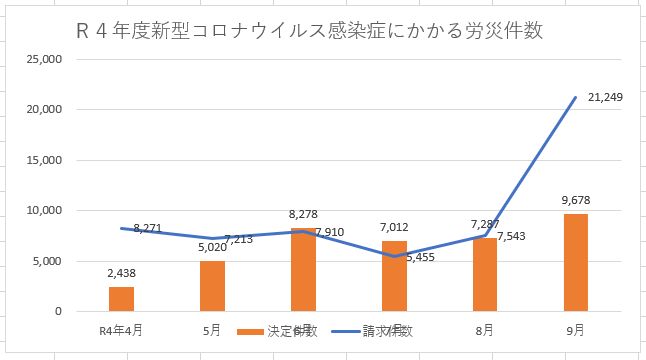 R４年度新型コロナウイルス感染症にかかる労災件数
25,000
20,000
15,000
10,000
5,000
0
8,271
7,213
7,910
5,455
7,543
21,249
2,438
5,020
8,278
7,012
7,287
9,678
R4年4月
5月
6月
7月
8月
9月
決定件数
請求件数